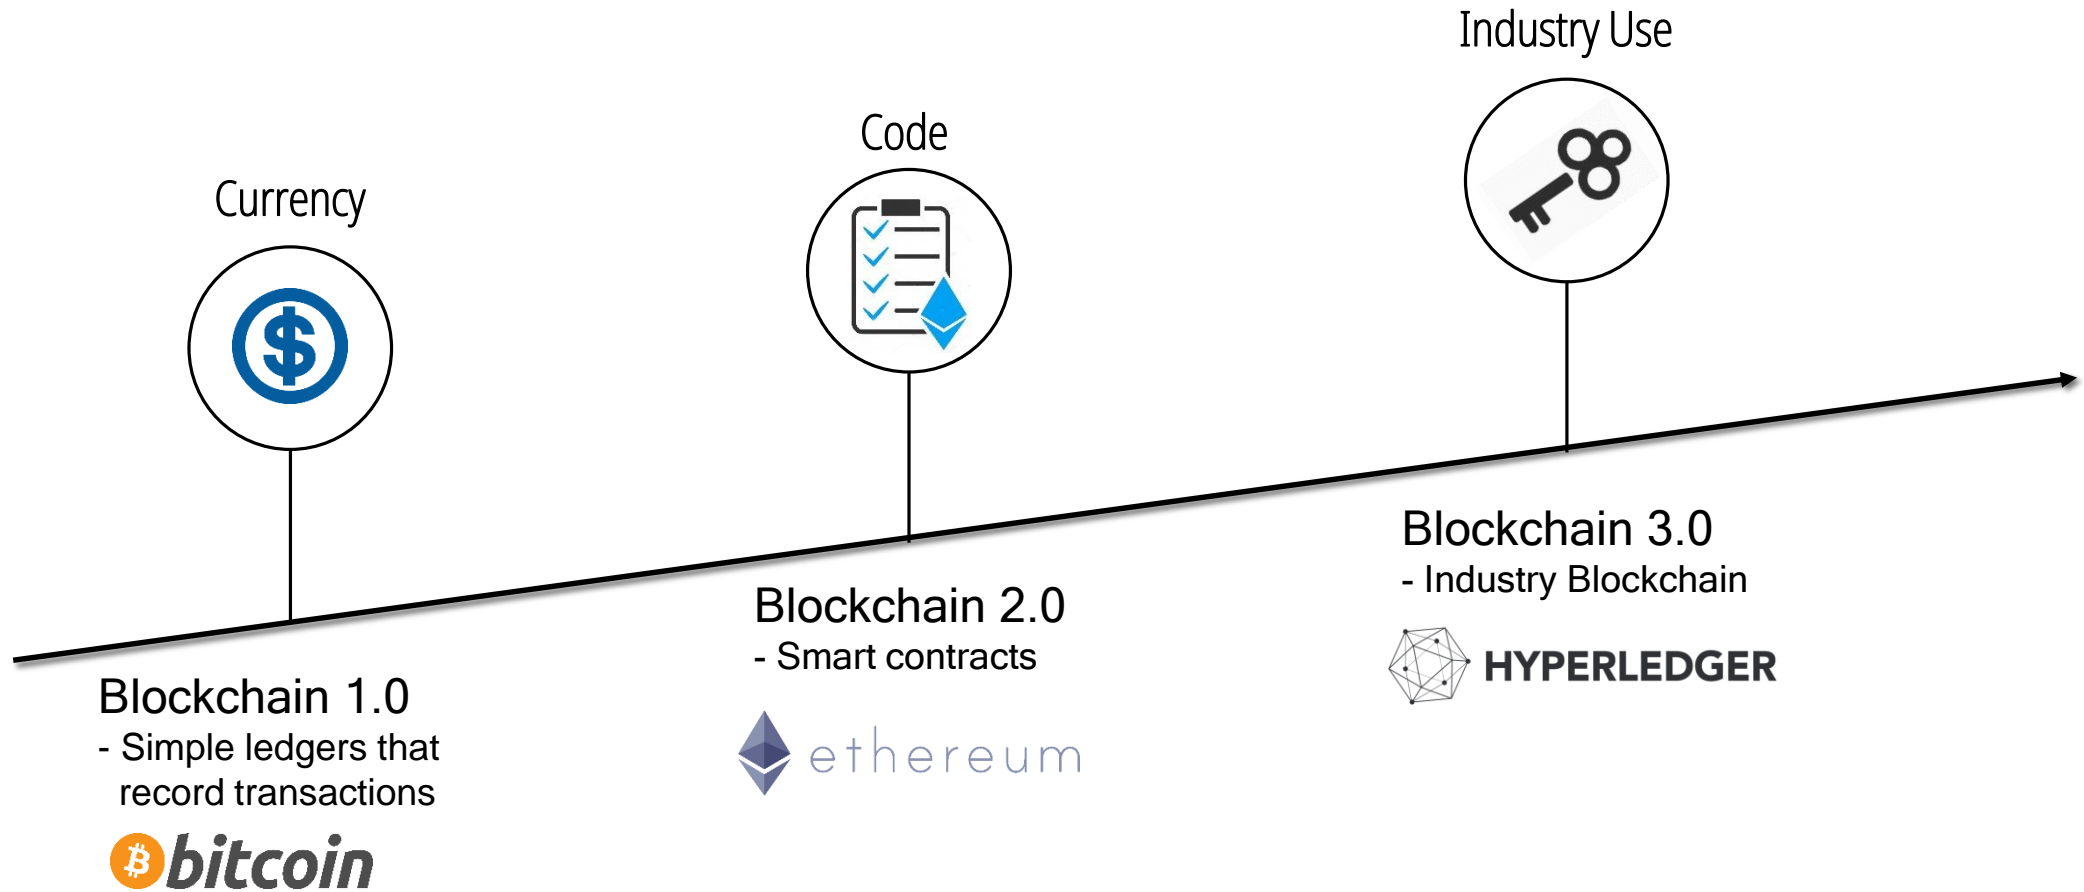 Currency
$
Blockchain 1.0
- Simple ledgers that
record transactions
bitcoin
Code
Blockchain 2.0
- Smart contracts
ethereum
Industry Use
Blockchain 3.0
- Industry Blockchain
HYPERLEDGER